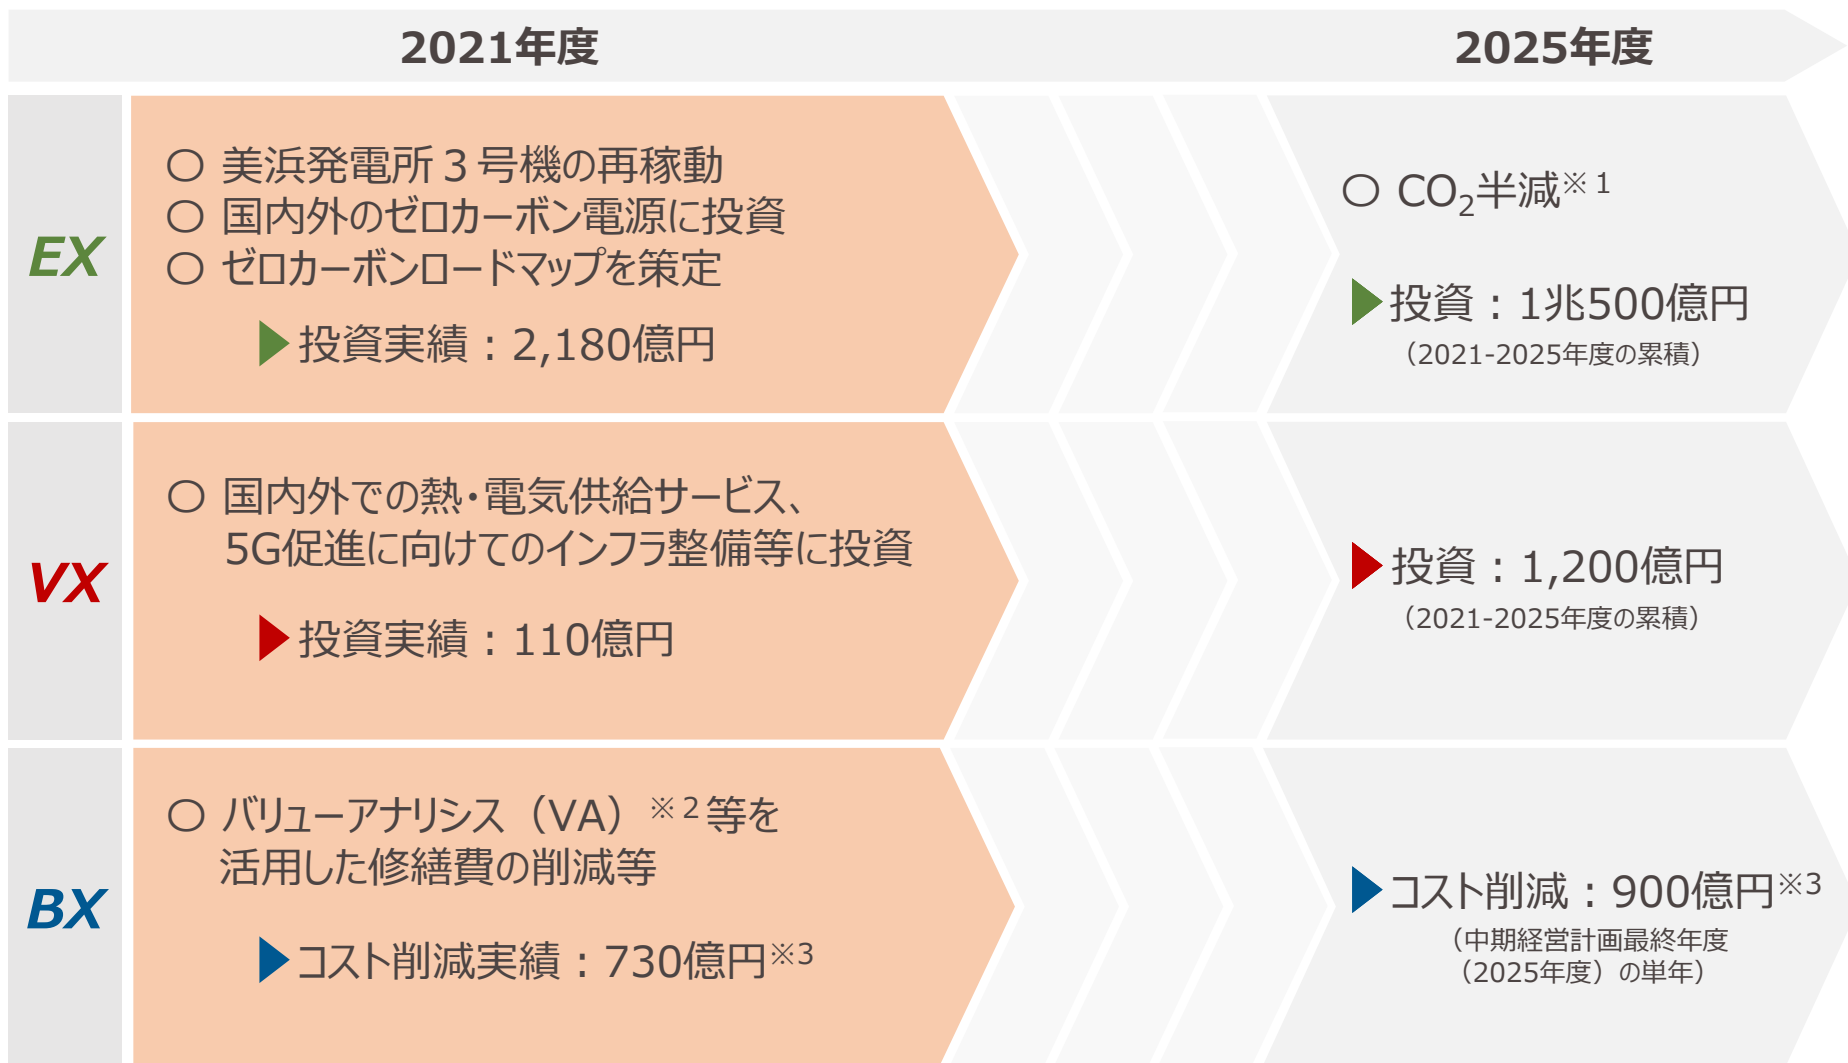 2021年度
2025年度
EX
○ 美浜発電所３号機の再稼動
○ 国内外のゼロカーボン電源に投資
○ ゼロカーボンロードマップを策定
▶投資実績：2,180億円
○ CO₂半減※１
▶投資：1兆500億円
（2021-2025年度の累積）
VX
○ 国内外での熱・電気供給サービス、
5G促進に向けてのインフラ整備等に投資
▶投資実績：110億円
▶投資：1,200億円
（2021-2025年度の累積）
BX
○ バリューアナリシス（VA）※２等を
活用した修繕費の削減等
▶コスト削減実績：730億円※3
▶コスト削減：900億円※3
（中期経営計画最終年度
（2025年度）の単年）